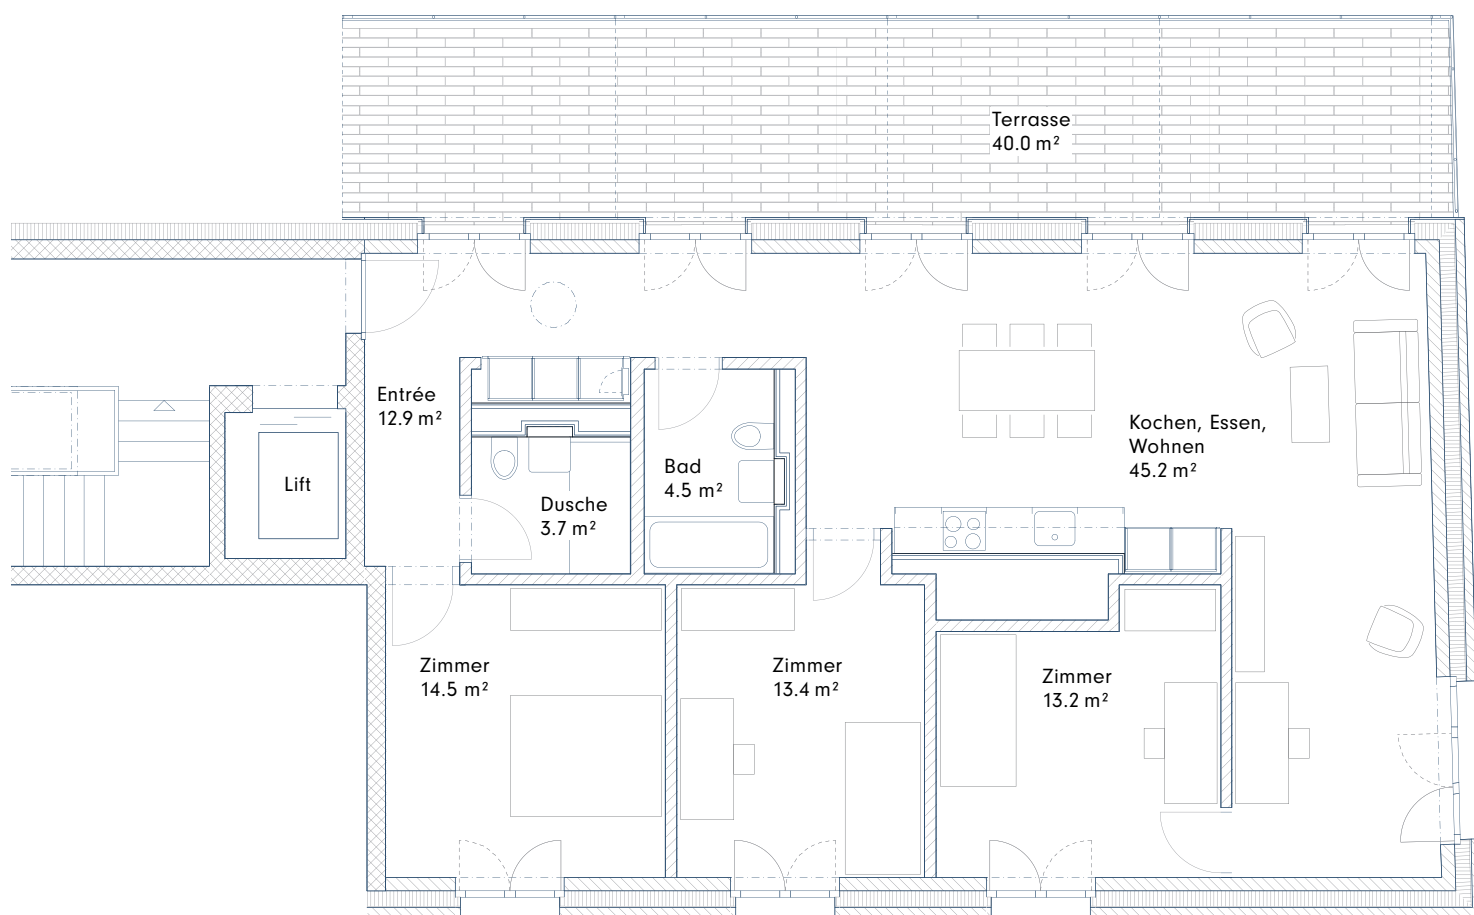 Terrasse
40.0 m²
Entrée
12.9 m²
Kochen, Essen,
Wohnen
45.2 m²
Lift
Bad
4.5 m²
Dusche
3.7 m²
Zimmer
14.5 m²
Zimmer
13.4 m²
Zimmer
13.2 m²